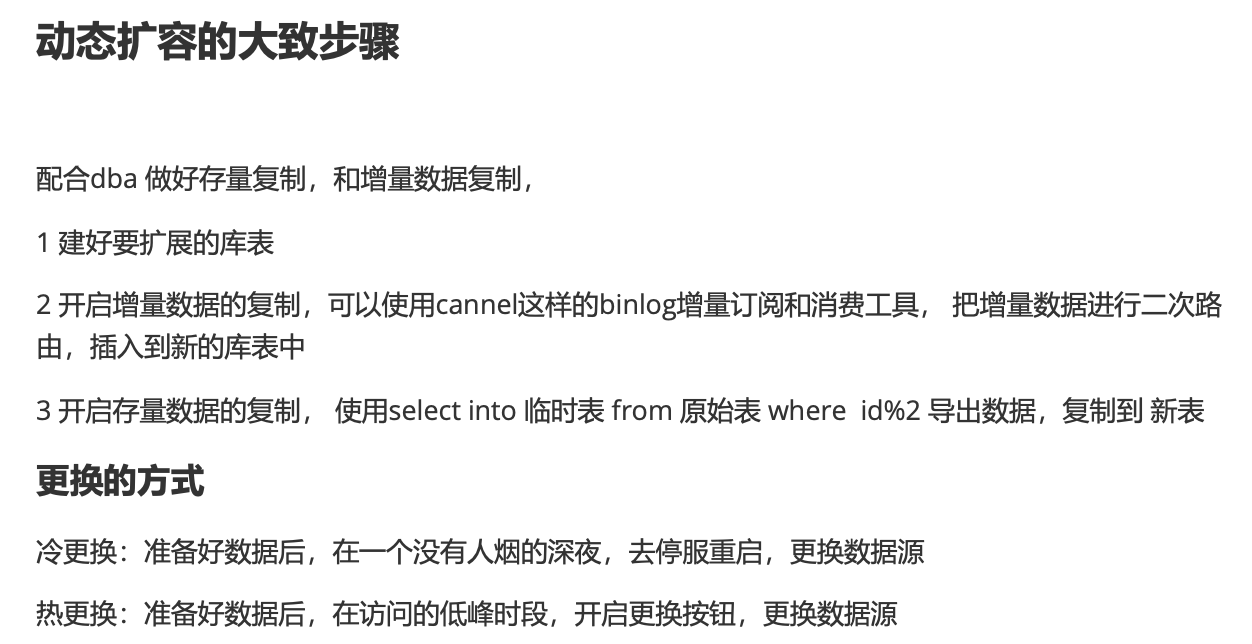 动态扩容的大致步骤
配合dba 做好存量复制，和增量数据复制，
1 建好要扩展的库表
2 开启增量数据的复制，可以使用cannel这样的binlog增量订阅和消费工具， 把增量数据进行二次路
由，插入到新的库表中
3 开启存量数据的复制， 使用select into 临时表 from 原始表 where  id%2 导出数据，复制到 新表
更换的方式
冷更换：准备好数据后，在一个没有人烟的深夜，去停服重启，更换数据源
热更换：准备好数据后，在访问的低峰时段，开启更换按钮，更换数据源